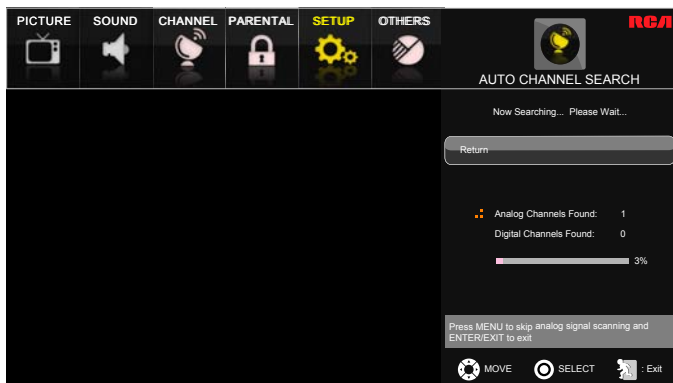 PICTURE SOUND CHANNEL PARENTAL SETUP OTHERS
RCA
AUTO CHANNEL SEARCH
Now Searching... Please Wait...
Return
Analog Channels Found: 1
Digital Channels Found: 0
3%
Press MENU to skip analog signal scanning and
ENTER/EXIT to exit
MOVE SELECT : Exit